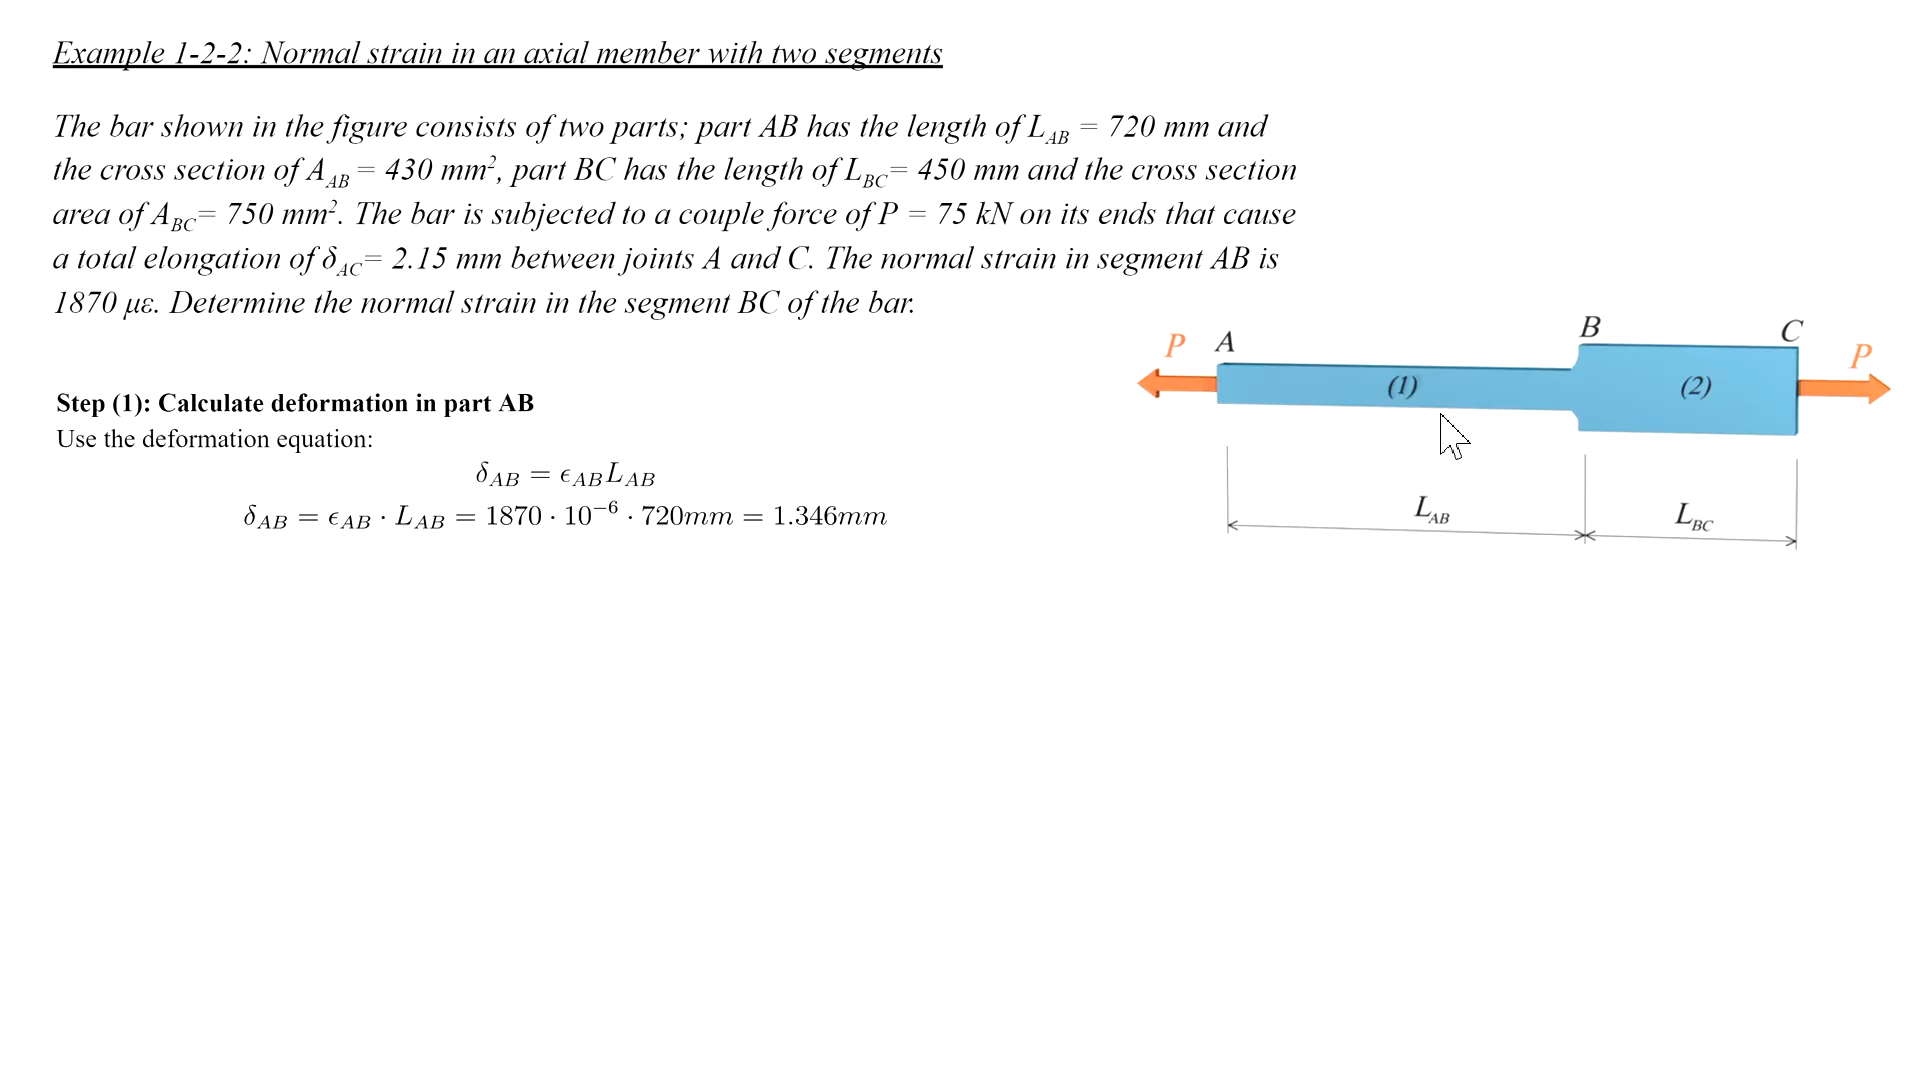 Example 1-2-2: Normal strain in an axial member with two segments
The bar shown in the figure consists of two parts; part AB has the length of L_AB = 720 mm and
the cross section of A_AB = 430 mm², part BC has the length of L_BC= 450 mm and the cross section
area of A_BC= 750 mm². The bar is subjected to a couple force of P = 75 kN on its ends that cause
a total elongation of δ_AC= 2.15 mm between joints A and C. The normal strain in segment AB is
1870 με. Determine the normal strain in the segment BC of the bar.
P A B C P
(1) (2)
L_AB L_BC
Step (1): Calculate deformation in part AB
Use the deformation equation:
δ_AB = ϵ_AB L_AB
δ_AB = ϵ_AB · L_AB = 1870 · 10⁻⁶ · 720mm = 1.346mm